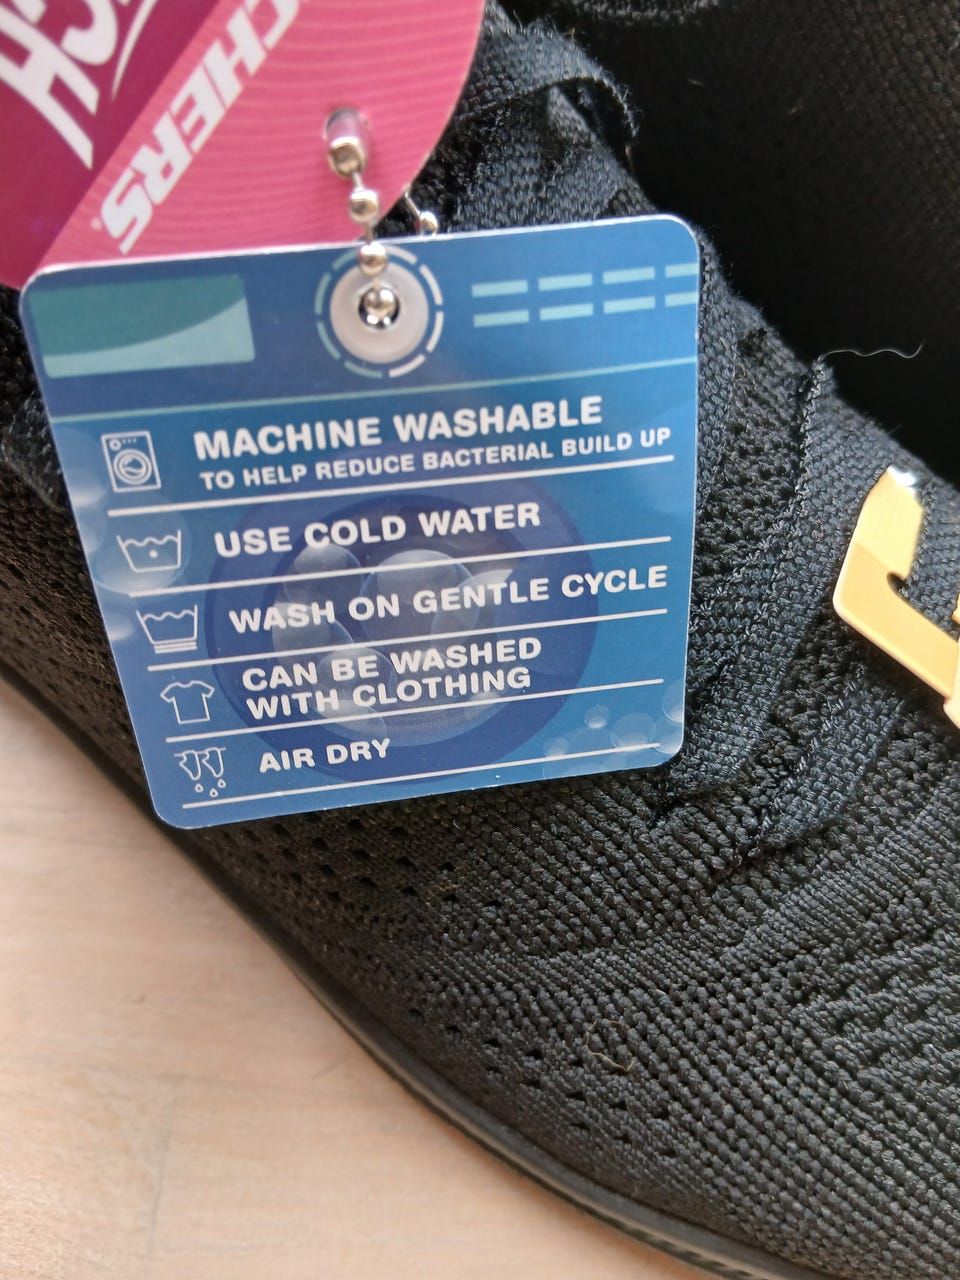 SKECHERS
MACHINE WASHABLE
TO HELP REDUCE BACTERIAL BUILD UP
USE COLD WATER
WASH ON GENTLE CYCLE
CAN BE WASHED
WITH CLOTHING
AIR DRY